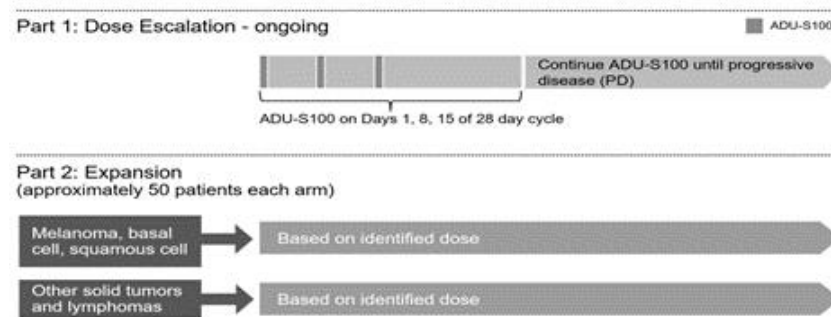 Part 1: Dose Escalation - ongoing
ADU-S100
Continue ADU-S100 until progressive
disease (PD)
ADU-S100 on Days 1, 8, 15 of 28 day cycle
Part 2: Expansion
(approximately 50 patients each arm)
Melanoma, basal
cell, squamous cell
Based on identified dose
Other solid tumors
and lymphomas
Based on identified dose